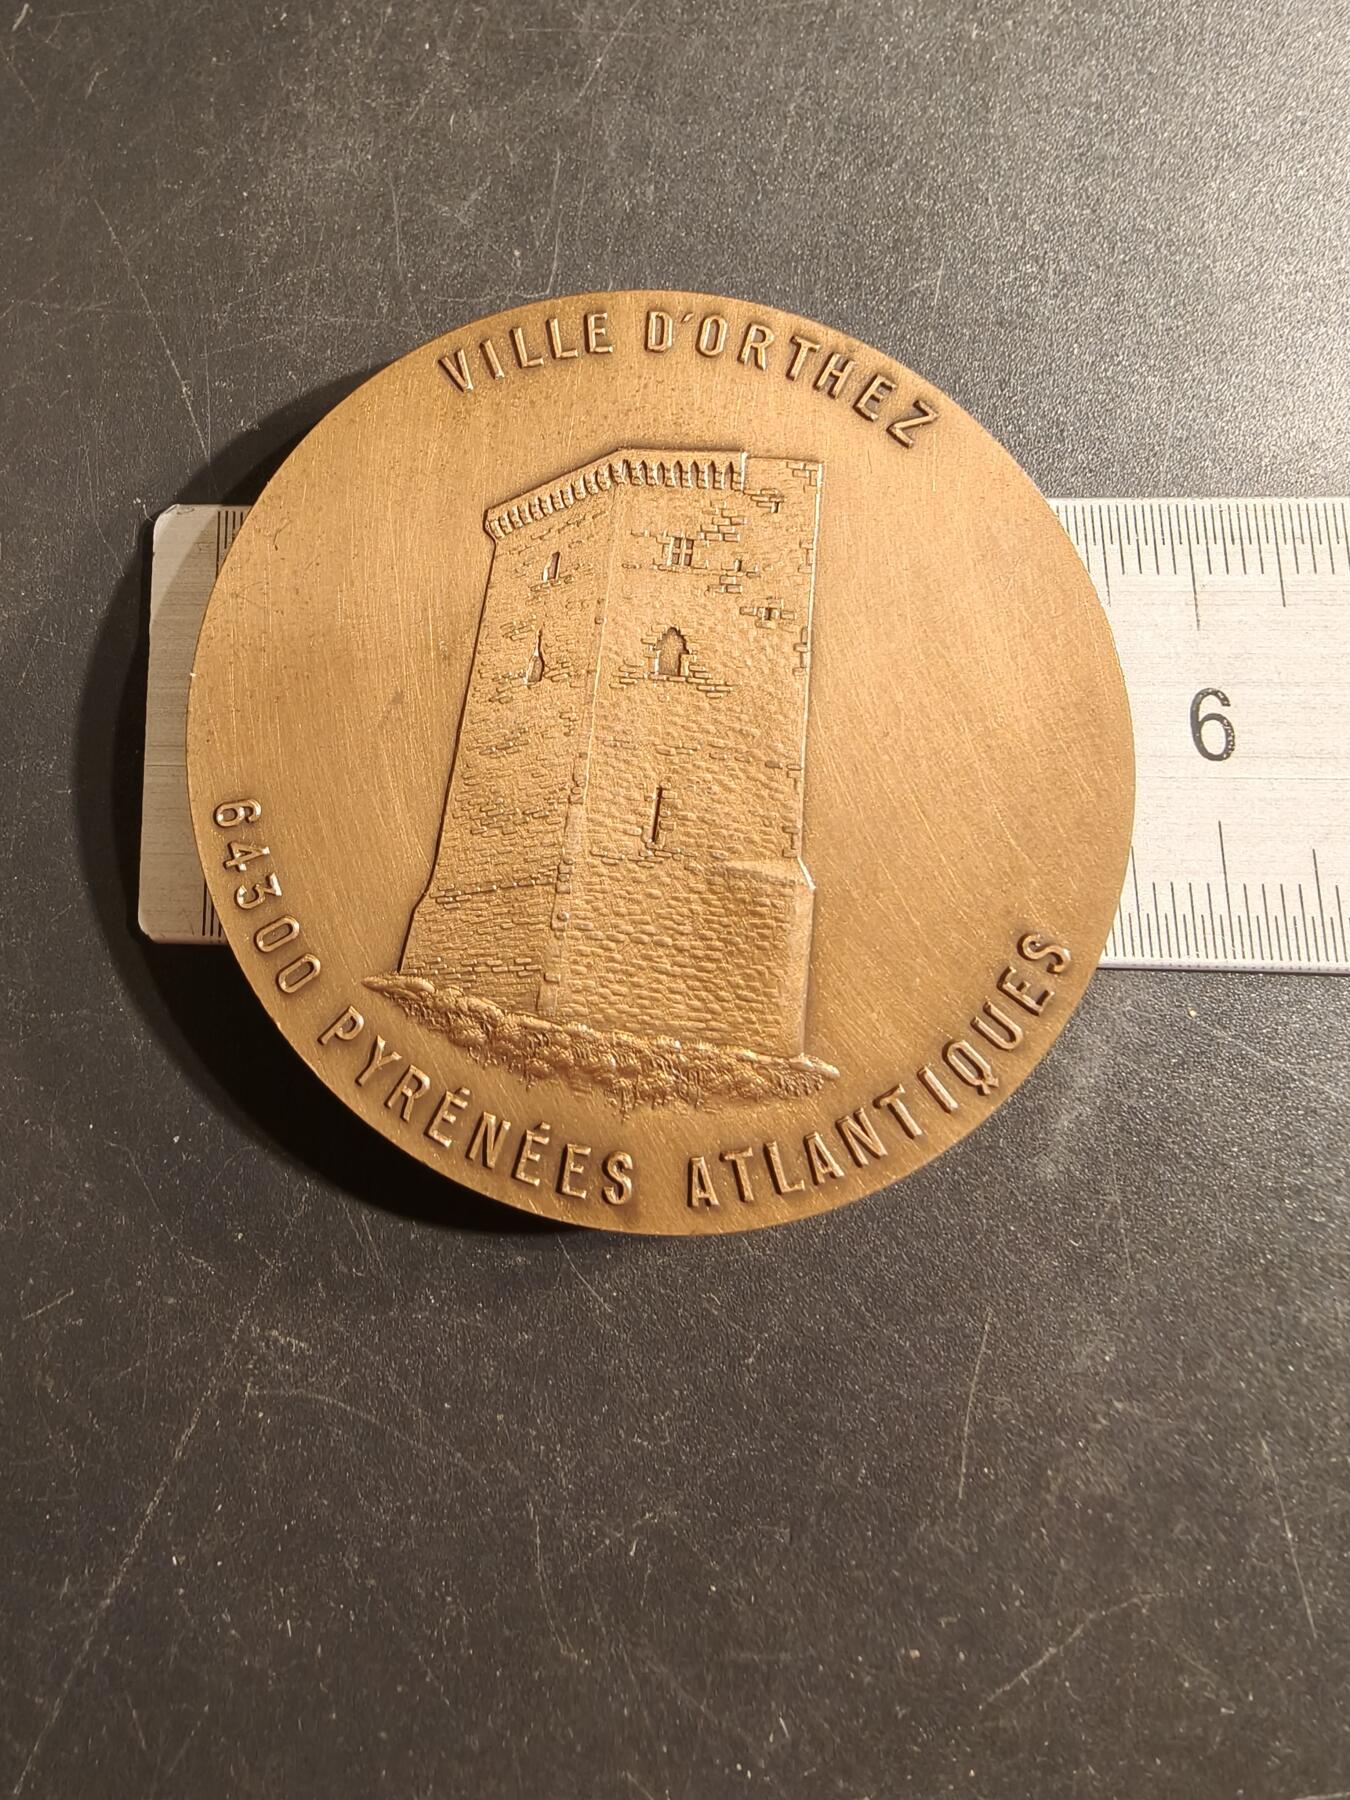 VILLE D'ORTHEZ
6
64300 PYRÉNÉES ATLANTIQUES